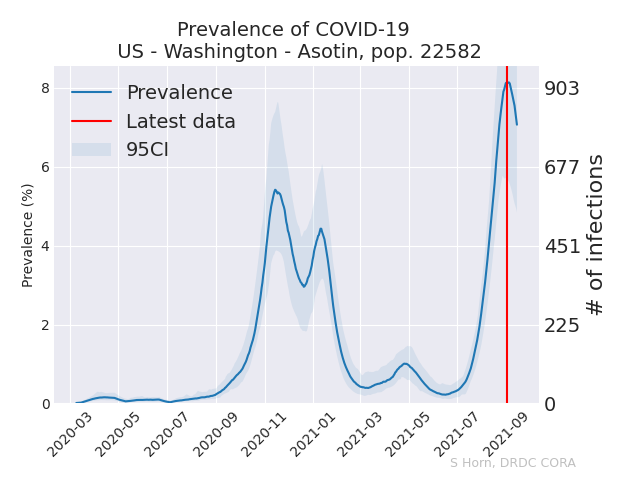 Prevalence of COVID-19
US - Washington - Asotin, pop. 22582
Prevalence
Latest data
95CI
Prevalence (%)
8
6
4
2
0
903
677
451
225
0
# of infections
2020-03
2020-05
2020-07
2020-09
2020-11
2021-01
2021-03
2021-05
2021-07
2021-09
S Horn, DRDC CORA